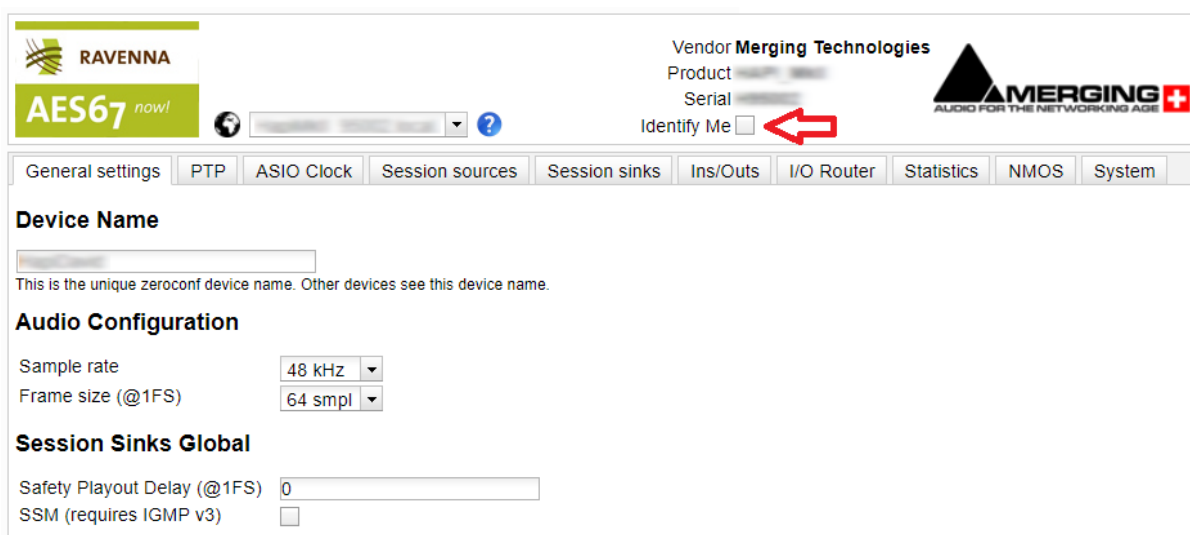 RAVENNA
AES67 now!
Vendor Merging Technologies
Product
Serial
Identify Me
MERGING
AUDIO FOR THE NETWORKING AGE
General settings PTP ASIO Clock Session sources Session sinks Ins/Outs I/O Router Statistics NMOS System
Device Name
This is the unique zeroconf device name. Other devices see this device name.
Audio Configuration
Sample rate 48 kHz
Frame size (@1FS) 64 smpl
Session Sinks Global
Safety Playout Delay (@1FS) 0
SSM (requires IGMP v3)